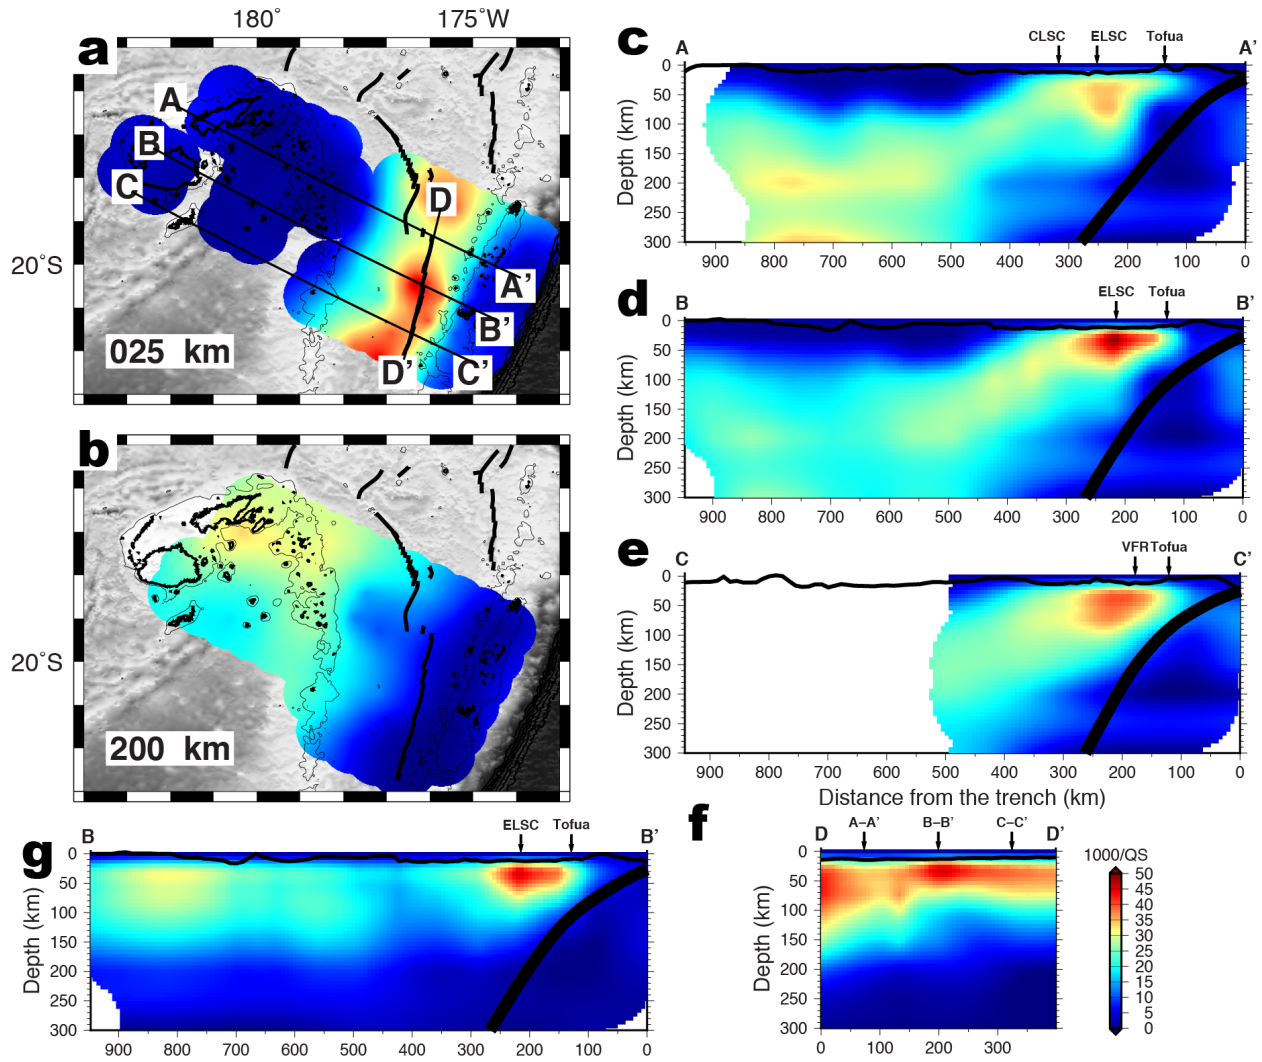 180˚
175˚W
a
A
B
C
D
20˚S
A’
B’
C’
D’
025 km
b
20˚S
200 km
c
A
CLSC
ELSC
Tofua
A’
Depth (km)
0
50
100
150
200
250
300
900 800 700 600 500 400 300 200 100 0
d
B
ELSC
Tofua
B’
Depth (km)
0
50
100
150
200
250
300
900 800 700 600 500 400 300 200 100 0
e
C
VFR
Tofua
C’
Depth (km)
0
50
100
150
200
250
300
900 800 700 600 500 400 300 200 100 0
Distance from the trench (km)
g
B
ELSC
Tofua
B’
Depth (km)
0
50
100
150
200
250
300
900 800 700 600 500 400 300 200 100 0
f
D
A–A’
B–B’
C–C’
D’
Depth (km)
0
50
100
150
200
250
300
0 100 200 300
1000/QS
50
45
40
35
30
25
20
15
10
5
0